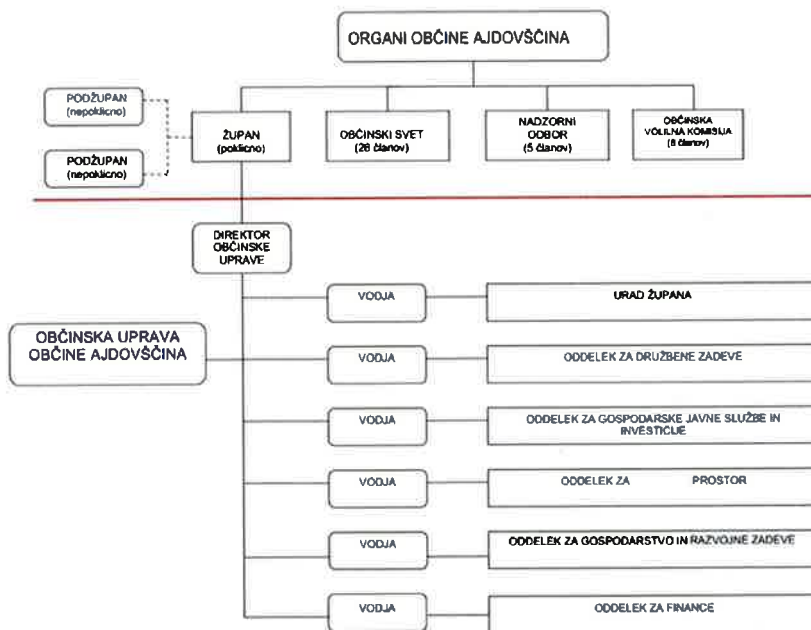 ORGANI OBČINE AJDOVŠČINA
PODŽUPAN
(nepoklicno)
PODŽUPAN
(nepoklicno)
ŽUPAN
(poklicno)
OBČINSKI SVET
(26 članov)
NADZORNI
ODBOR
(5 članov)
OBČINSKA
VOLILNA KOMISIJA
(8 članov)
DIREKTOR
OBČINSKE
UPRAVE
OBČINSKA UPRAVA
OBČINE AJDOVŠČINA
VODJA
URAD ŽUPANA
VODJA
ODDELEK ZA DRUŽBENE ZADEVE
VODJA
ODDELEK ZA GOSPODARSKE JAVNE SLUŽBE IN
INVESTICIJE
VODJA
ODDELEK ZA PROSTOR
VODJA
ODDELEK ZA GOSPODARSTVO IN RAZVOJNE ZADEVE
VODJA
ODDELEK ZA FINANCE